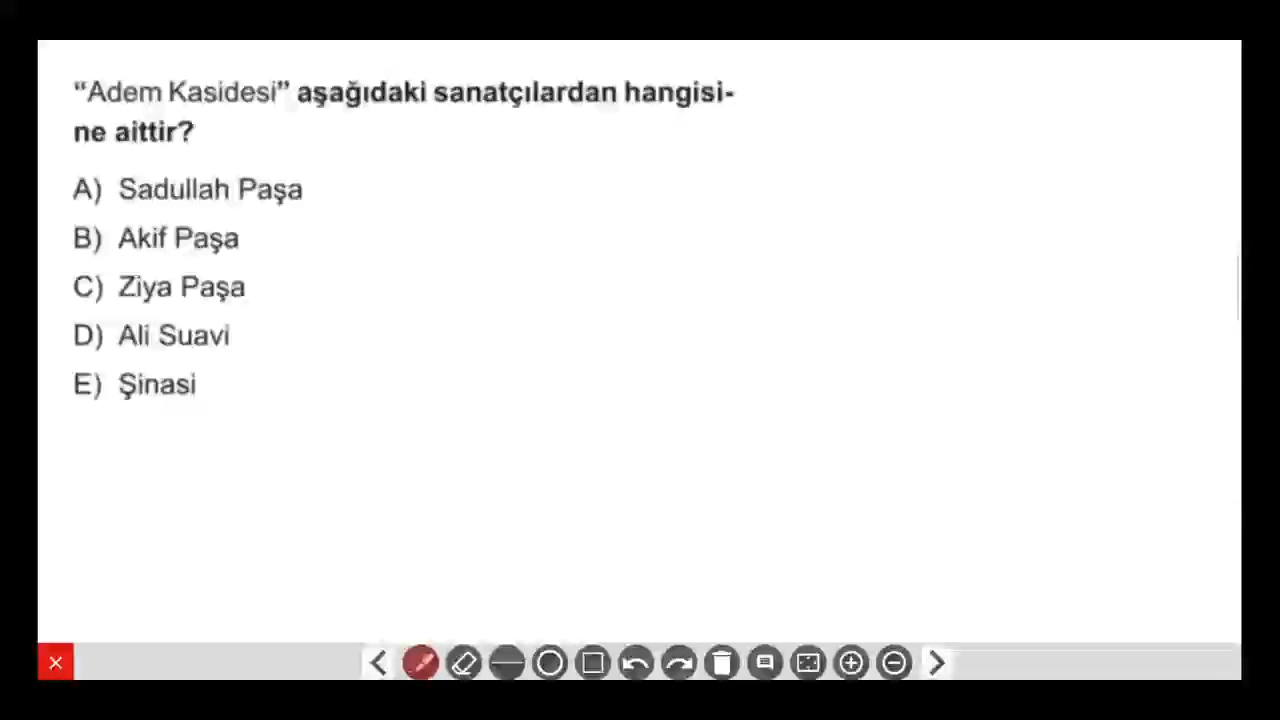 “Adem Kasidesi” aşağıdaki sanatçılardan hangisi-
ne aittir?
A) Sadullah Paşa
B) Akif Paşa
C) Ziya Paşa
D) Ali Suavi
E) Şinasi